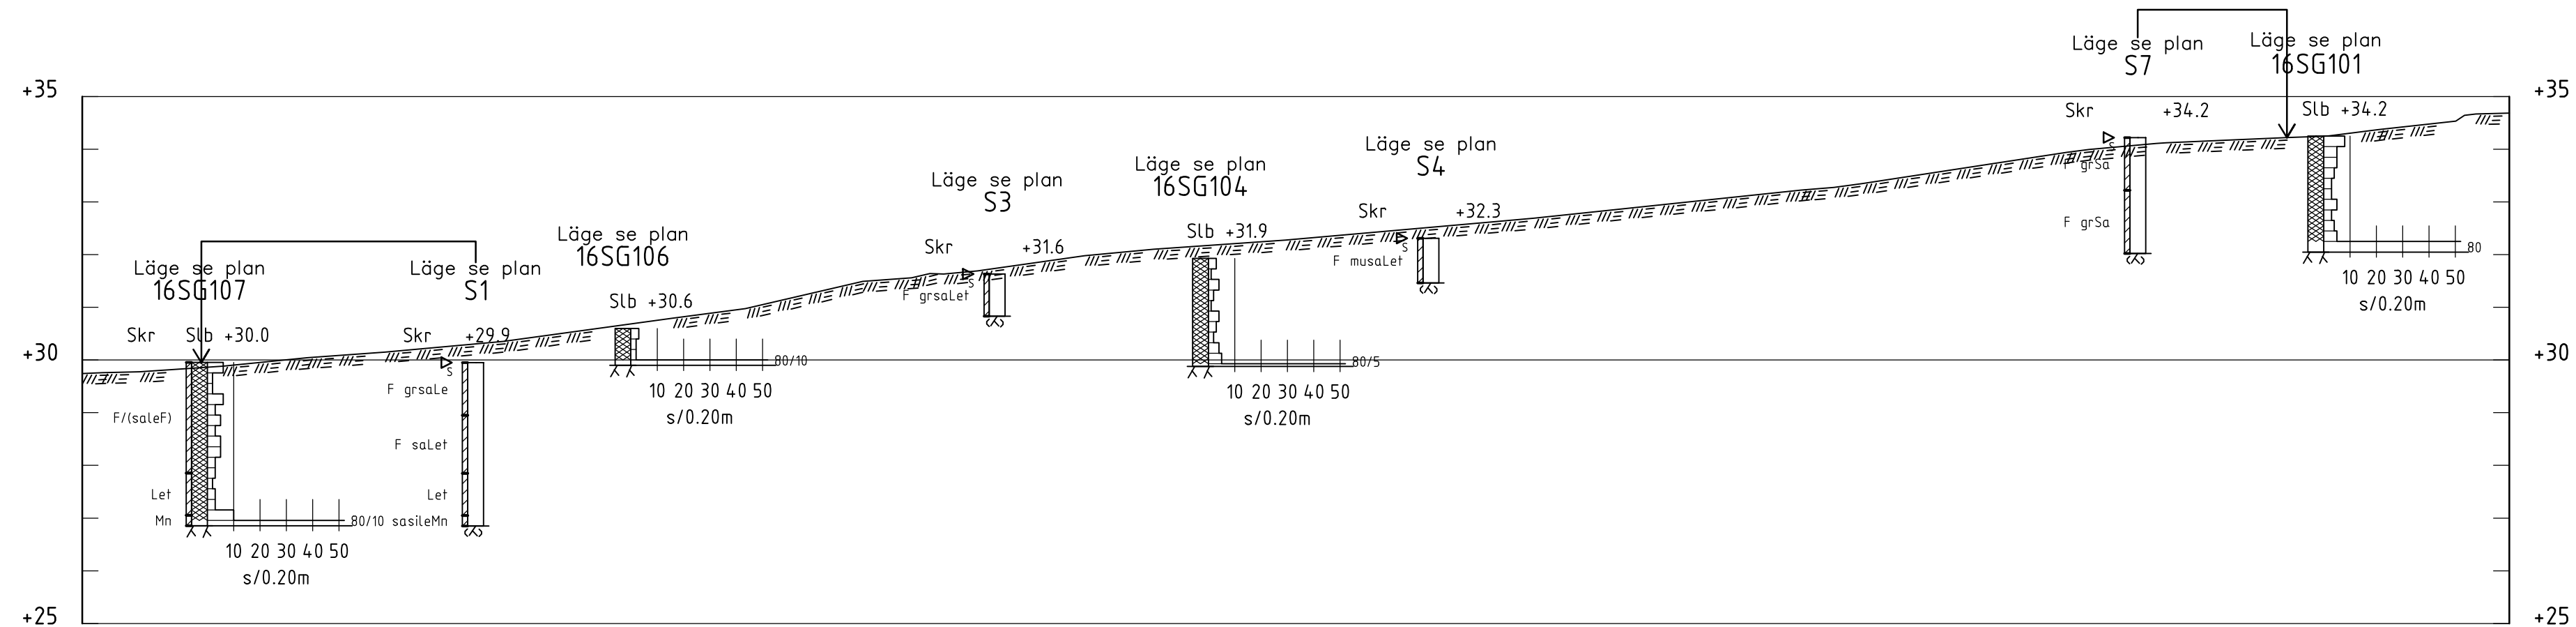 +35
+30
+25
Läge se plan
16SG107
Skr
Slb +30.0
F/(saleF)
Let
Mn
80/10
10 20 30 40 50
s/0.20m
Läge se plan
S1
Skr
+29.9
S
F grsaLe
F saLet
Let
sasileMn
Läge se plan
16SG106
Slb +30.6
80/10
10 20 30 40 50
s/0.20m
Läge se plan
S3
Skr
+31.6
S
F grsaLet
Läge se plan
16SG104
Slb +31.9
80/5
10 20 30 40 50
s/0.20m
Läge se plan
S4
Skr
+32.3
S
F musaLet
Läge se plan
S7
Skr
+34.2
S
F grSa
F grSa
Läge se plan
16SG101
Slb +34.2
80
10 20 30 40 50
s/0.20m
+35
+30
+25